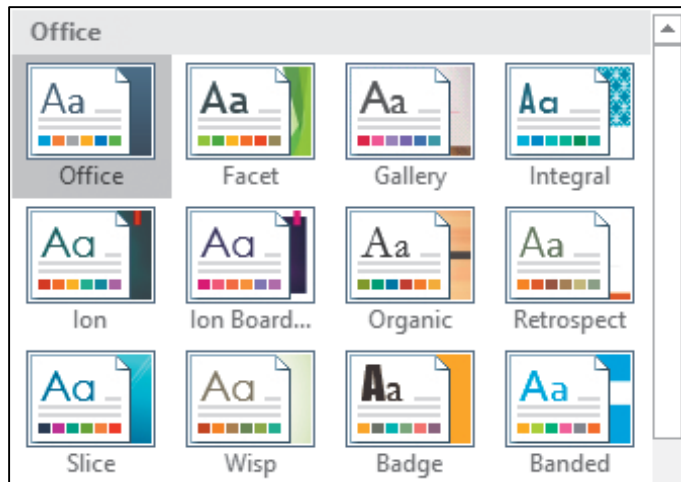 Office
Aa Aa Aa Aa
Office Facet Gallery Integral
Aa Aa Aa Aa
Ion Ion Board... Organic Retrospect
Aa Aa Aa Aa
Slice Wisp Badge Banded